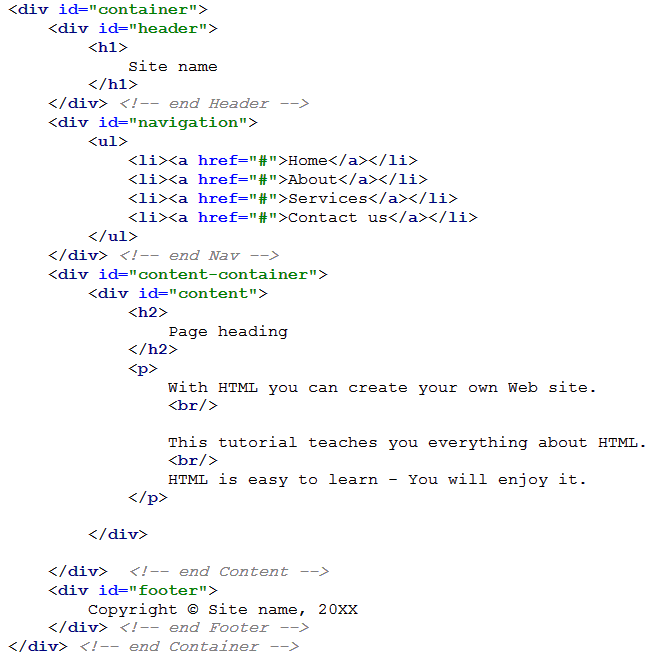 <div id="container">
    <div id="header">
        <h1>
            Site name
        </h1>
    </div> <!-- end Header -->
    <div id="navigation">
        <ul>
            <li><a href="#">Home</a></li>
            <li><a href="#">About</a></li>
            <li><a href="#">Services</a></li>
            <li><a href="#">Contact us</a></li>
        </ul>
    </div> <!-- end Nav -->
    <div id="content-container">
        <div id="content">
            <h2>
                Page heading
            </h2>
            <p>
                With HTML you can create your own Web site.
                <br/>

                This tutorial teaches you everything about HTML.
                <br/>
                HTML is easy to learn - You will enjoy it.
            </p>

        </div>

    </div>  <!-- end Content -->
    <div id="footer">
        Copyright © Site name, 20XX
    </div> <!-- end Footer -->
</div> <!-- end Container -->